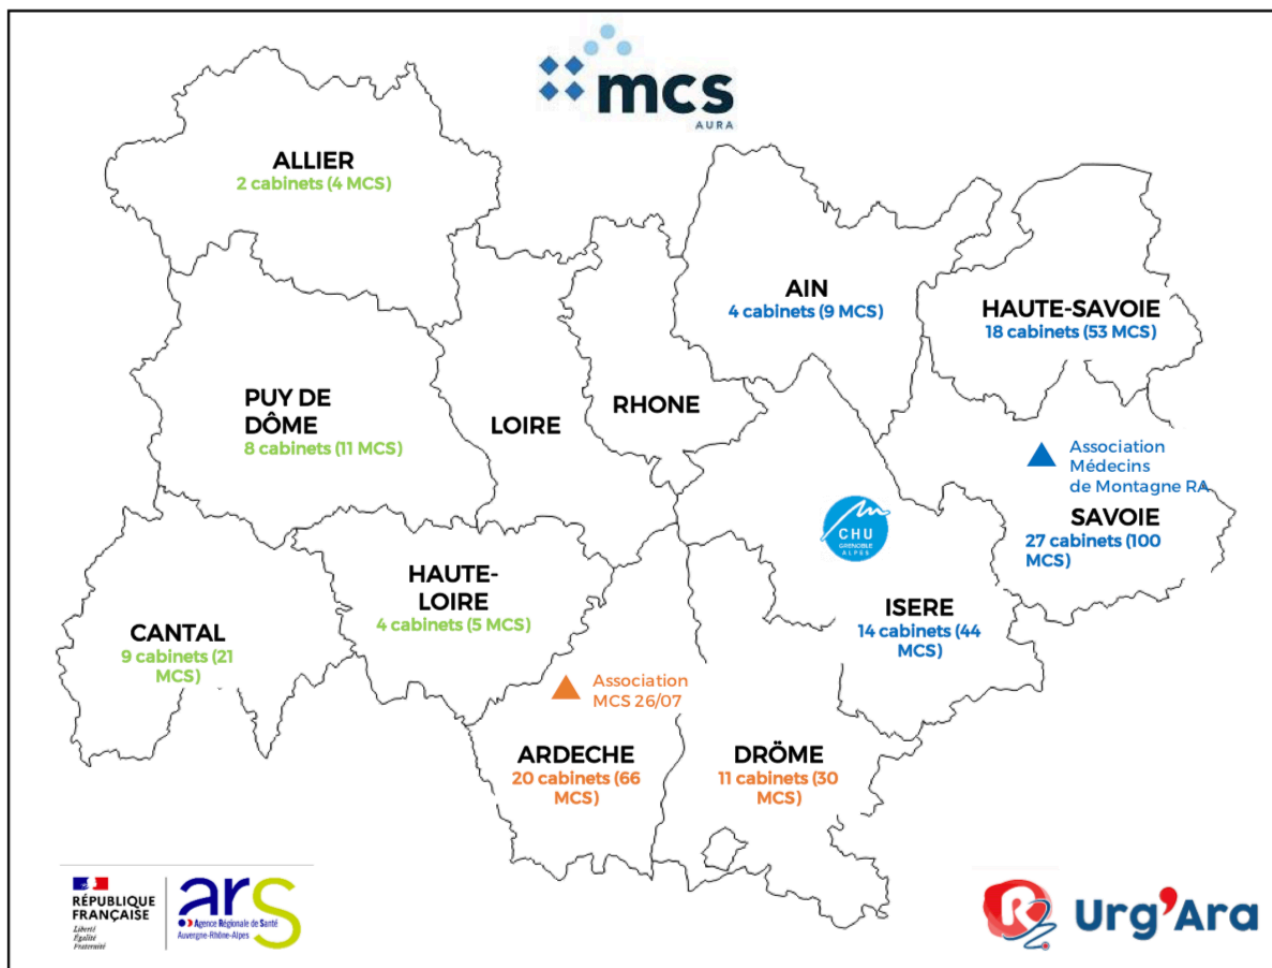 mcs
AURA
ALLIER
2 cabinets (4 MCS)
AIN
4 cabinets (9 MCS)
HAUTE-SAVOIE
18 cabinets (53 MCS)
PUY DE
DÔME
8 cabinets (11 MCS)
LOIRE
RHONE
Association
Médecins
de Montagne RA
SAVOIE
27 cabinets (100
MCS)
CHU
GRENOBLE
ALPES
HAUTE-
LOIRE
4 cabinets (5 MCS)
ISERE
14 cabinets (44
MCS)
CANTAL
9 cabinets (21
MCS)
Association
MCS 26/07
ARDECHE
20 cabinets (66
MCS)
DRÖME
11 cabinets (30
MCS)
RÉPUBLIQUE
FRANÇAISE
Liberté
Égalité
Fraternité
ars
Agence Régionale de Santé
Auvergne-Rhône-Alpes
R
Urg'Ara